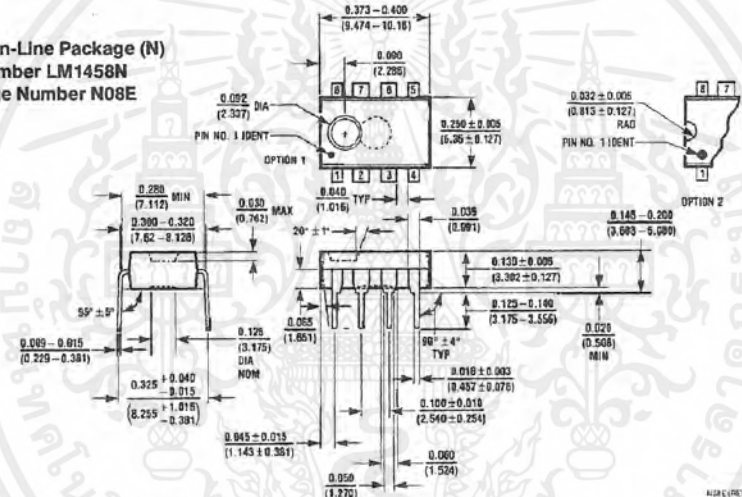 n-Line Package (N)
mber LM1458N
e Number N08E
0.373–0.400
(9.474–10.16)
0.090
(2.286)
8 7 6 5
0.092
(2.337) DIA
PIN NO. 1 IDENT
OPTION 1
0.250 ± 0.005
(6.35 ± 0.127)
1 2 3 4
8 7
0.032 ± 0.005
(0.813 ± 0.127)
RAD
PIN NO. 1 IDENT
1
OPTION 2
0.280
(7.112) MIN
0.300–0.320
(7.62–8.128)
0.030
(0.762) MAX
0.040
(1.016) TYP
0.039
(0.991)
20° ±1°
0.145–0.200
(3.683–5.080)
0.130 ± 0.005
(3.302 ± 0.127)
0.125–0.140
(3.175–3.556)
0.020
(0.508)
MIN
95° ±5°
0.009–0.015
(0.229–0.381)
0.125
(3.175)
DIA
NOM
0.065
(1.651)
90° ±4°
TYP
0.018 ± 0.003
(0.457 ± 0.076)
0.325 +0.040
−0.015
(8.255 +1.016
−0.381)
0.100 ± 0.010
(2.540 ± 0.254)
0.045 ± 0.015
(1.143 ± 0.381)
0.060
(1.524)
0.050
(1.270)